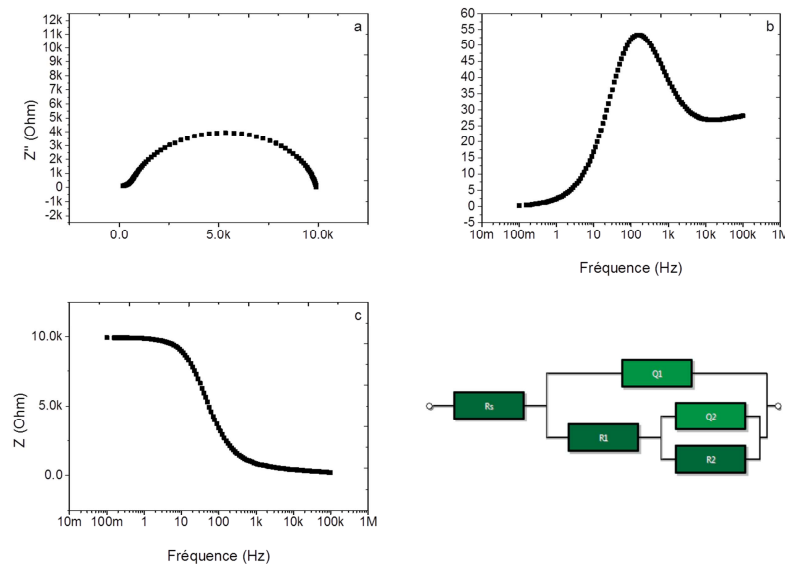 a
12k
11k
10k
9k
8k
7k
6k
5k
4k
3k
2k
1k
0
-1k
-2k
Z" (Ohm)
0.0 5.0k 10.0k
b
60
55
50
45
40
35
30
25
20
15
10
5
0
-5
10m 100m 1 10 100 1k 10k 100k 1M
Fréquence (Hz)
c
10.0k
5.0k
0.0
Z (Ohm)
10m 100m 1 10 100 1k 10k 100k 1M
Fréquence (Hz)
Q1
Rs
Q2
R1
R2